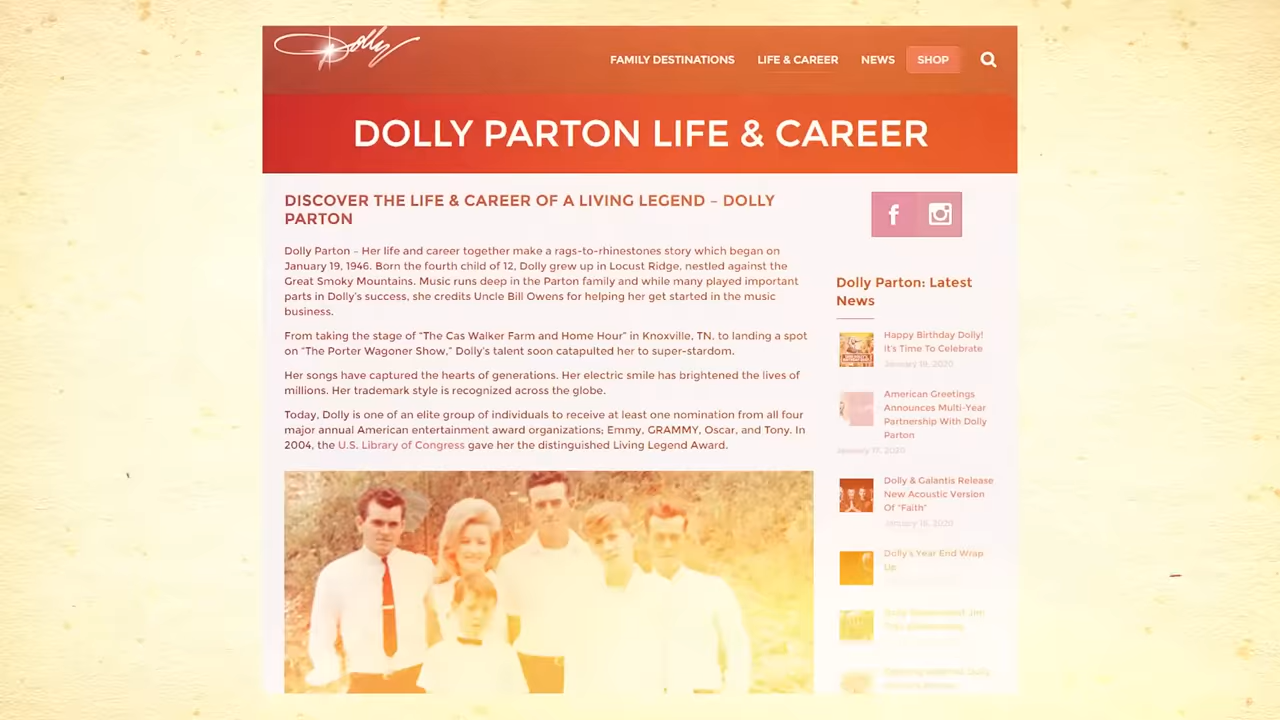 Dolly
FAMILY DESTINATIONS
LIFE & CAREER
NEWS
SHOP
DOLLY PARTON LIFE & CAREER
DISCOVER THE LIFE & CAREER OF A LIVING LEGEND – DOLLY
PARTON
Dolly Parton – Her life and career together make a rags-to-rhinestones story which began on
January 19, 1946. Born the fourth child of 12, Dolly grew up in Locust Ridge, nestled against the
Great Smoky Mountains. Music runs deep in the Parton family and while many played important
parts in Dolly's success, she credits Uncle Bill Owens for helping her get started in the music
business.
From taking the stage of "The Cas Walker Farm and Home Hour" in Knoxville, TN, to landing a spot
on "The Porter Wagoner Show," Dolly's talent soon catapulted her to super-stardom.
Her songs have captured the hearts of generations. Her electric smile has brightened the lives of
millions. Her trademark style is recognized across the globe.
Today, Dolly is one of an elite group of individuals to receive at least one nomination from all four
major annual American entertainment award organizations; Emmy, GRAMMY, Oscar, and Tony. In
2004, the U.S. Library of Congress gave her the distinguished Living Legend Award.
Dolly Parton: Latest
News
Happy Birthday Dolly!
It's Time To Celebrate
January 19, 2020
American Greetings
Announces Multi-Year
Partnership With Dolly
Parton
January 17, 2020
Dolly & Galantis Release
New Acoustic Version
Of "Faith"
January 16, 2020
Dolly's Year End Wrap
Up